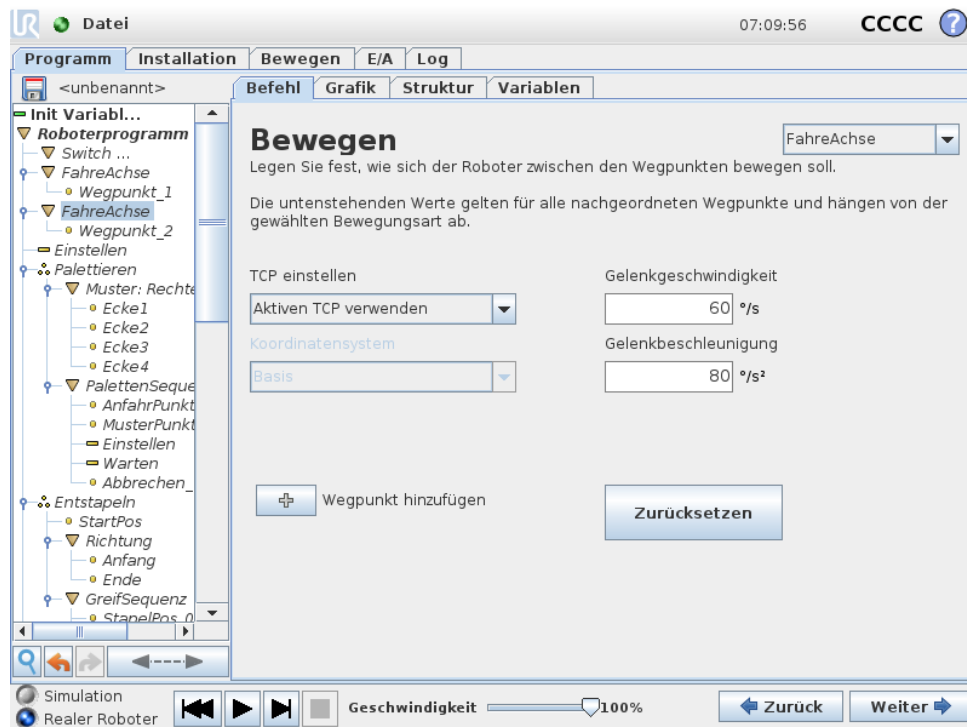 UR Datei 07:09:56 CCCC ?
Programm Installation Bewegen E/A Log
<unbenannt> Befehl Grafik Struktur Variablen
Init Variabl...
Roboterprogramm
Switch ...
FahreAchse
Wegpunkt_1
FahreAchse
Wegpunkt_2
Einstellen
Palettieren
Muster: Rechte
Ecke1
Ecke2
Ecke3
Ecke4
PalettenSeque
AnfahrPunkt
MusterPunkt
Einstellen
Warten
Abbrechen_
Entstapeln
StartPos
Richtung
Anfang
Ende
GreifSequenz
StapelPos_0
Bewegen
FahreAchse
Legen Sie fest, wie sich der Roboter zwischen den Wegpunkten bewegen soll.
Die untenstehenden Werte gelten für alle nachgeordneten Wegpunkte und hängen von der
gewählten Bewegungsart ab.
TCP einstellen
Aktiven TCP verwenden
Koordinatensystem
Basis
Gelenkgeschwindigkeit
60 °/s
Gelenkbeschleunigung
80 °/s²
Wegpunkt hinzufügen
Zurücksetzen
Simulation
Realer Roboter
Geschwindigkeit 100%
Zurück Weiter